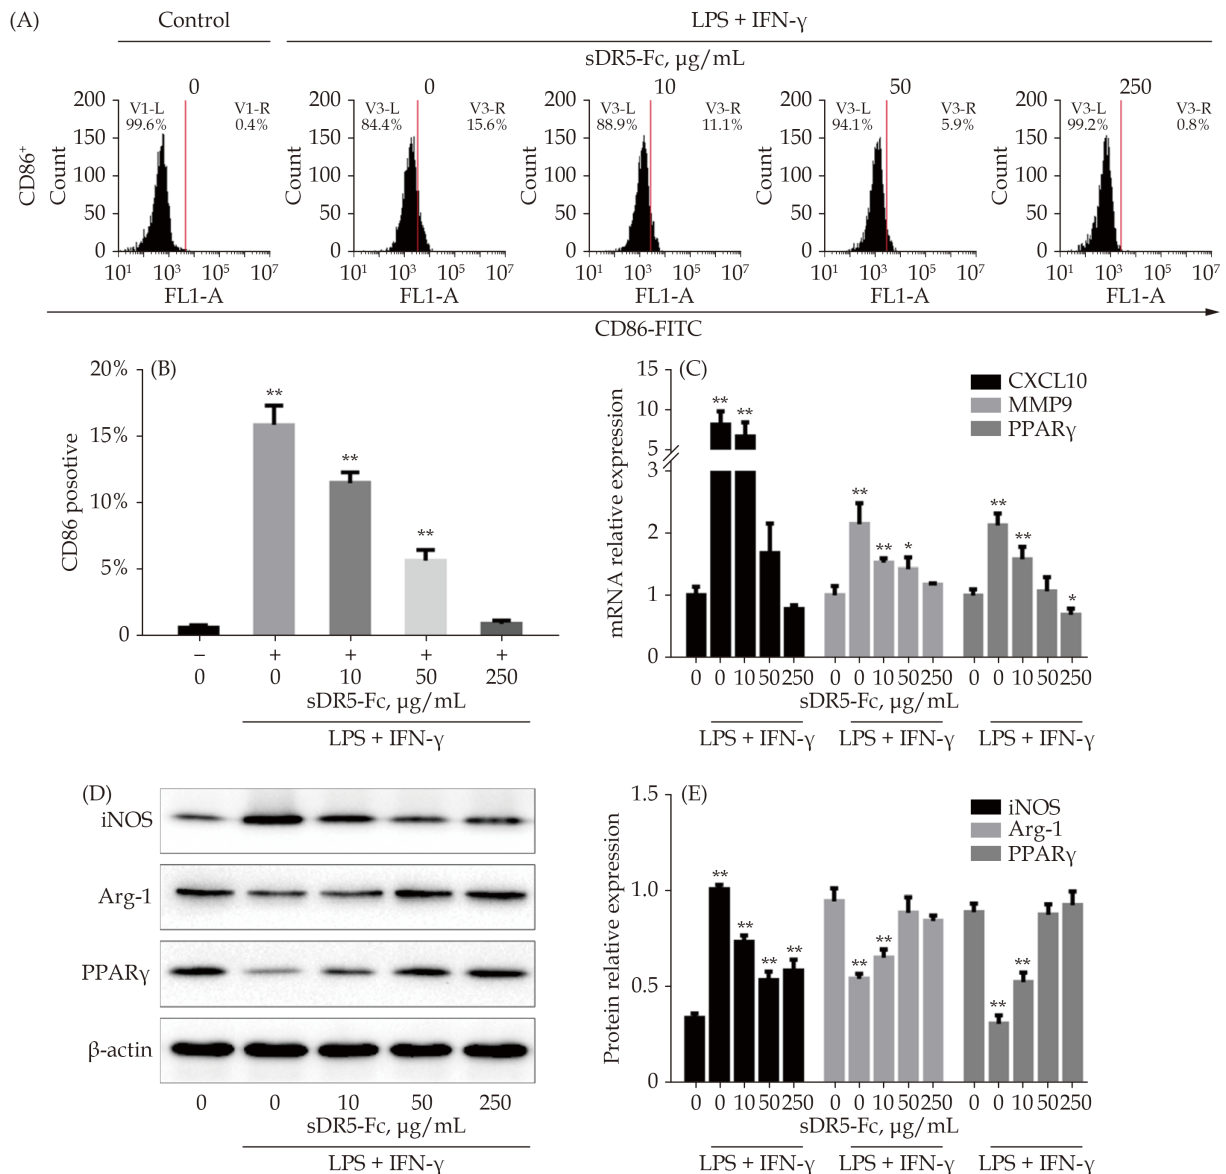 (A)
Control
LPS + IFN-γ
sDR5-Fc, µg/mL
0 0 10 50 250
V1-L V1-R V3-L V3-R V3-L V3-R V3-L V3-R V3-L V3-R
99.6% 0.4% 84.4% 15.6% 88.9% 11.1% 94.1% 5.9% 99.2% 0.8%
CD86+
Count Count Count Count Count
200 200 200 200 200
150 150 150 150 150
100 100 100 100 100
50 50 50 50 50
0 0 0 0 0
10¹ 10³ 10⁵ 10⁷ 10¹ 10³ 10⁵ 10⁷ 10¹ 10³ 10⁵ 10⁷ 10¹ 10³ 10⁵ 10⁷ 10¹ 10³ 10⁵ 10⁷
FL1-A FL1-A FL1-A FL1-A FL1-A
CD86-FITC
(B)
CD86 posotive
20%
15%
10%
5%
0
** ** **
− + + + +
0 0 10 50 250
sDR5-Fc, µg/mL
LPS + IFN-γ
(C)
mRNA relative expression
15
10
5
3
2
1
0
CXCL10
MMP9
PPARγ
** ** ** ** * ** ** *
0 0 10 50 250 0 0 10 50 250 0 0 10 50 250
sDR5-Fc, µg/mL
LPS + IFN-γ LPS + IFN-γ LPS + IFN-γ
(D)
iNOS
Arg-1
PPARγ
β-actin
0 0 10 50 250
sDR5-Fc, µg/mL
LPS + IFN-γ
(E)
Protein relative expression
1.5
1.0
0.5
0
iNOS
Arg-1
PPARγ
** ** ** ** ** ** ** **
0 0 10 50 250 0 0 10 50 250 0 0 10 50 250
sDR5-Fc, µg/mL
LPS + IFN-γ LPS + IFN-γ LPS + IFN-γ